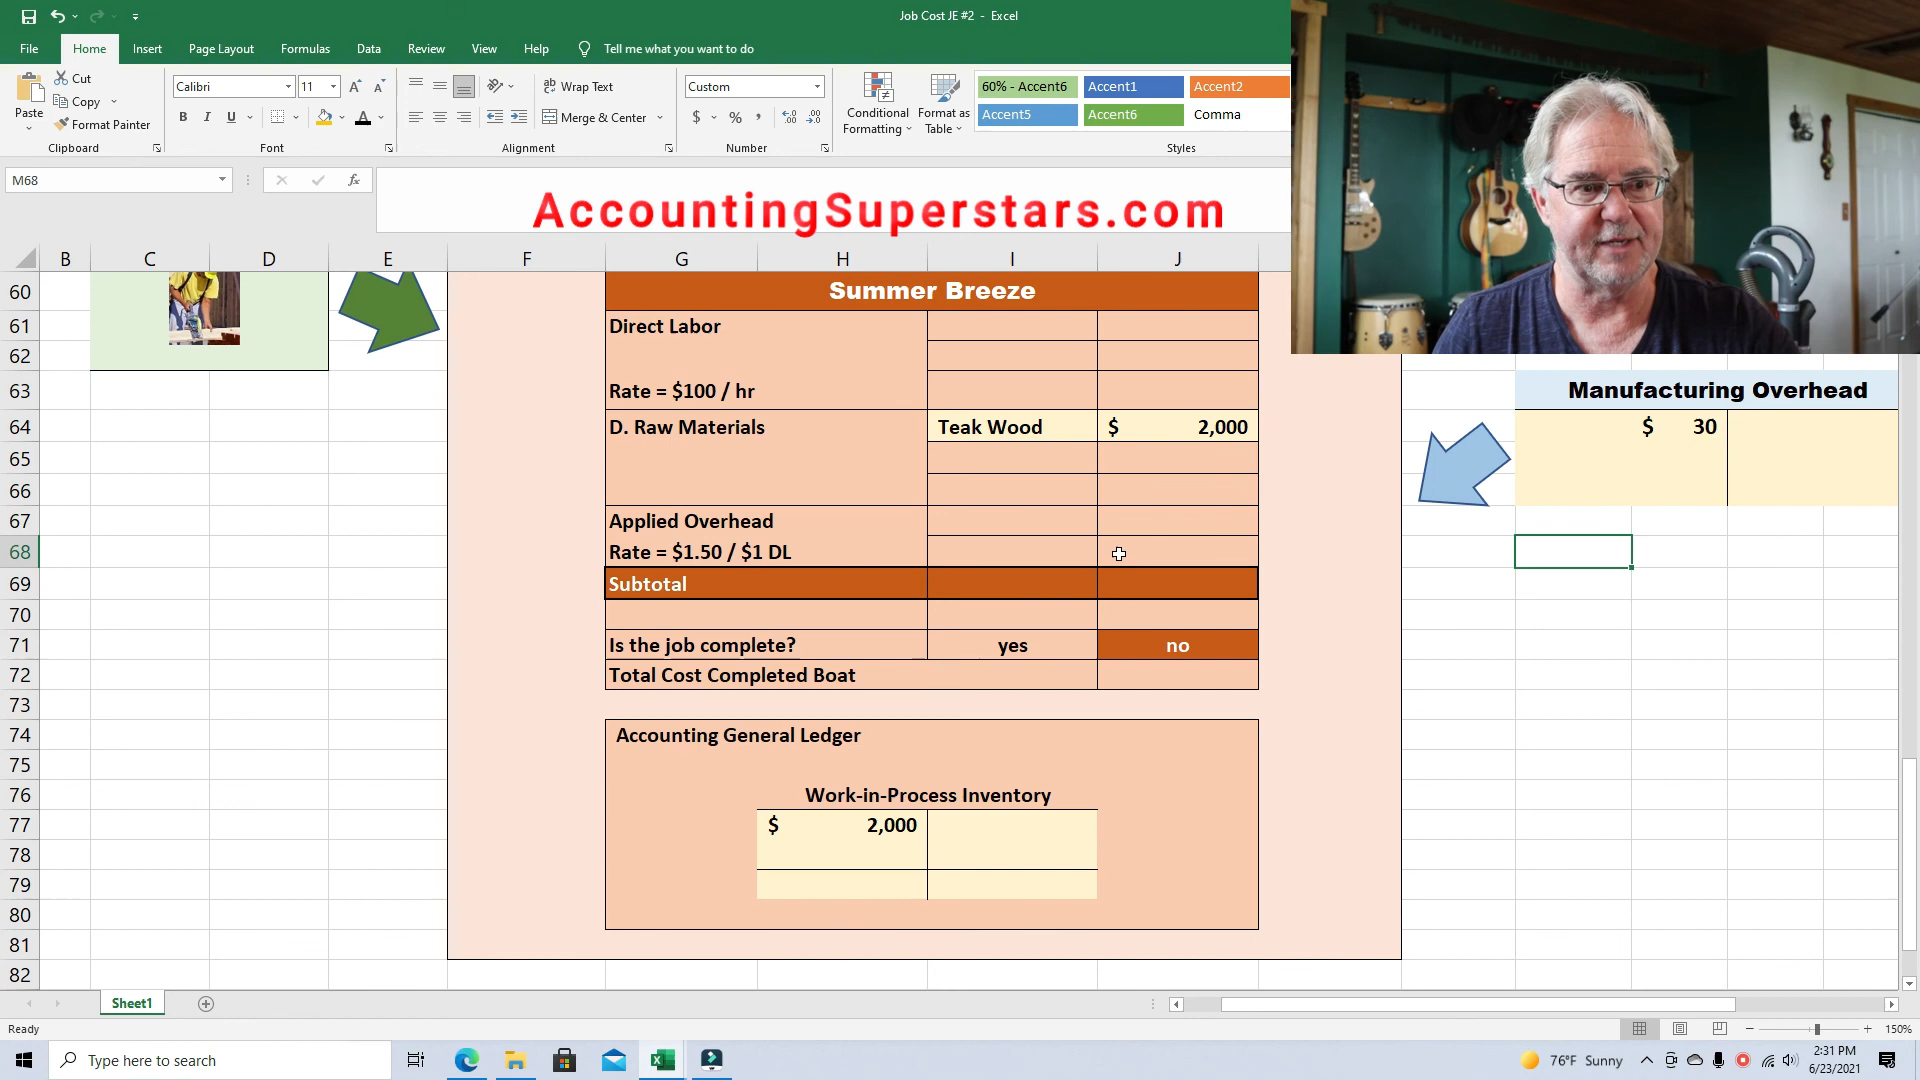 Job Cost JE #2 - Excel
File Home Insert Page Layout Formulas Data Review View Help Tell me what you want to do
Paste
Cut
Copy
Format Painter
Clipboard
Calibri 11
B I U
Font
Wrap Text
Merge & Center
Alignment
Custom
$ %
Number
Conditional Formatting
Format as Table
60% - Accent6 Accent1 Accent2
Accent5 Accent6 Comma
Styles
M68
fx
AccountingSuperstars.com
B C D E F G H I J
60 Summer Breeze
61 Direct Labor
62
63 Rate = $100 / hr Manufacturing Overhead
64 D. Raw Materials Teak Wood $ 2,000 $ 30
65
66
67 Applied Overhead
68 Rate = $1.50 / $1 DL
69 Subtotal
70
71 Is the job complete? yes no
72 Total Cost Completed Boat
73
74 Accounting General Ledger
75
76 Work-in-Process Inventory
77 $ 2,000
78
79
80
81
82
Sheet1
Ready
150%
Type here to search
76°F Sunny
2:31 PM
6/23/2021